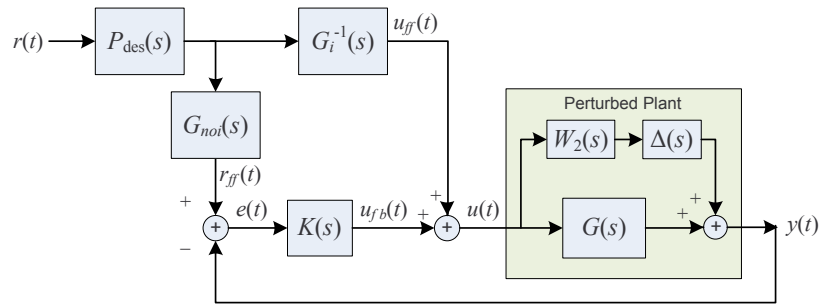 r(t)
P_des(s)
G_i^-1(s)
u_ff(t)
G_noi(s)
r_ff(t)
Perturbed Plant
W_2(s)
Δ(s)
+
+
+
+
e(t)
K(s)
u_fb(t)
+
u(t)
G(s)
+
+
y(t)
−